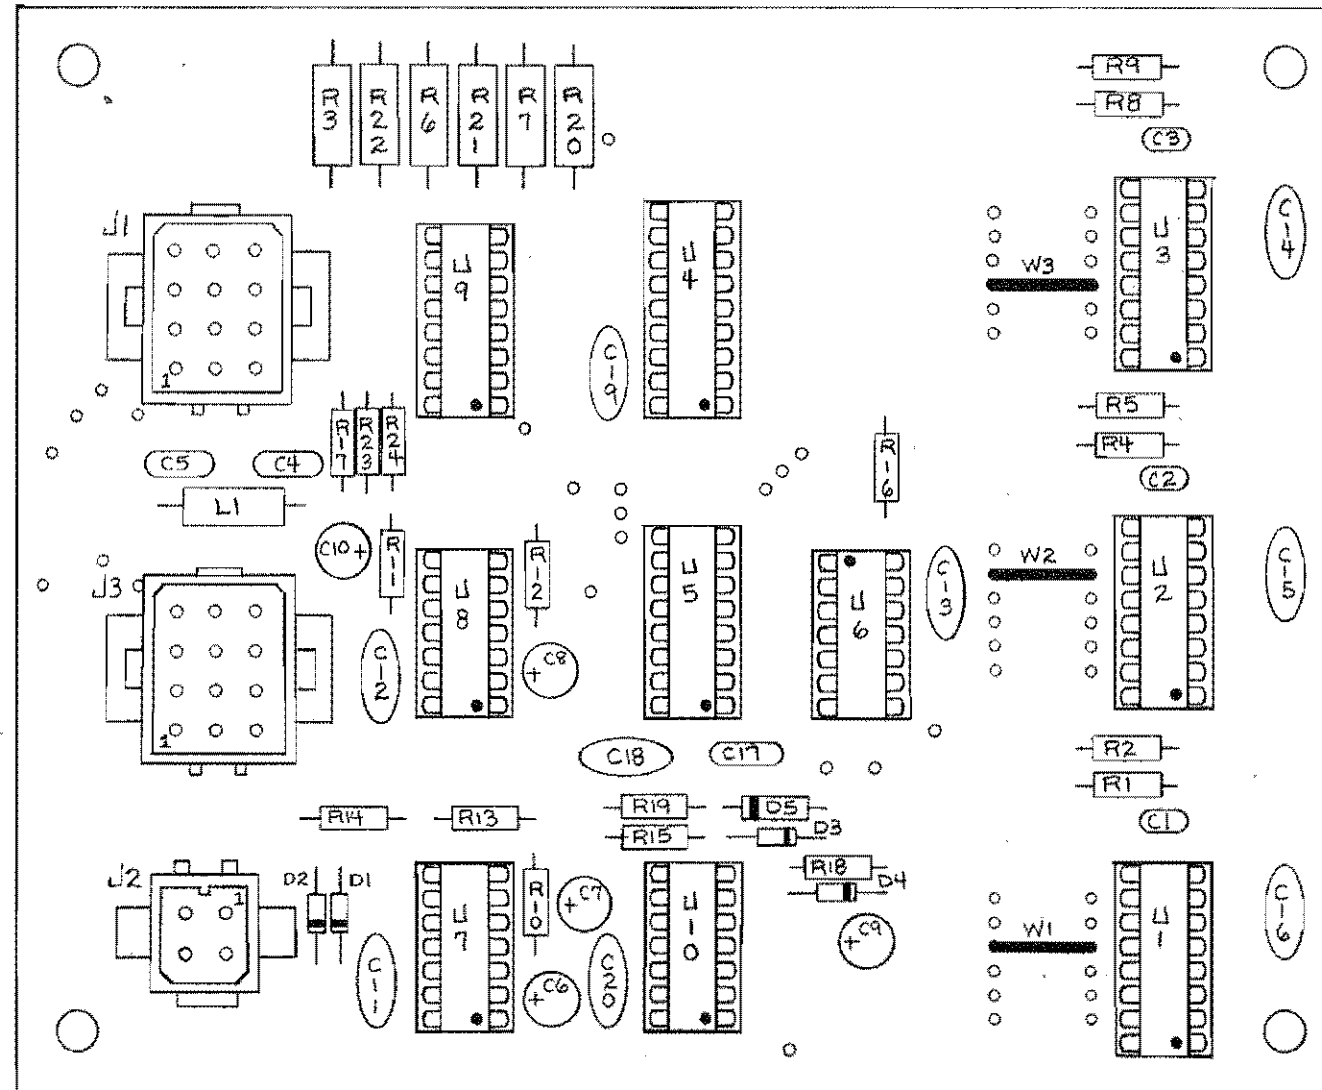 R3
R22
R6
R21
R7
R20
R9
R8
C3
J1
U9
U4
W3
U3
C14
1
C19
R17
R23
R24
R5
R4
C5
C4
R16
C2
L1
C10+
R11
R12
U8
U5
U6
C13
W2
U2
C15
J3
C12
+C8
1
C18
C17
R2
R1
R14
R13
R19
D5
R15
D3
C1
R18
D4
J2
1
D2
D1
U7
R10
+C7
U10
+C9
W1
U1
C16
C11
+C6
C20